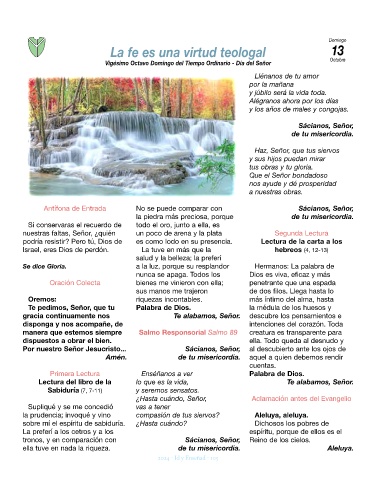 Domingo
13
Octubre
La fe es una virtud teologal
Vigésimo Octavo Domingo del Tiempo Ordinario - Día del Señor
Antífona de Entrada
Si conservaras el recuerdo de
nuestras faltas, Señor, ¿quién
podría resistir? Pero tú, Dios de
Israel, eres Dios de perdón.
Se dice Gloria.
Oración Colecta
Oremos:
Te pedimos, Señor, que tu
gracia continuamente nos
disponga y nos acompañe, de
manera que estemos siempre
dispuestos a obrar el bien.
Por nuestro Señor Jesucristo...
Amén.
Primera Lectura
Lectura del libro de la
Sabiduría (7, 7-11)
Supliqué y se me concedió
la prudencia; invoqué y vino
sobre mí el espíritu de sabiduría.
La preferí a los cetros y a los
tronos, y en comparación con
ella tuve en nada la riqueza.
No se puede comparar con
la piedra más preciosa, porque
todo el oro, junto a ella, es
un poco de arena y la plata
es como lodo en su presencia.
La tuve en más que la
salud y la belleza; la preferí
a la luz, porque su resplandor
nunca se apaga. Todos los
bienes me vinieron con ella;
sus manos me trajeron
riquezas incontables.
Palabra de Dios.
Te alabamos, Señor.
Salmo Responsorial Salmo 89
Sácianos, Señor,
de tu misericordia.
Enséñanos a ver
lo que es la vida,
y seremos sensatos.
¿Hasta cuándo, Señor,
vas a tener
compasión de tus siervos?
¿Hasta cuándo?
Sácianos, Señor,
de tu misericordia.
Llénanos de tu amor
por la mañana
y júbilo será la vida toda.
Alégranos ahora por los días
y los años de males y congojas.
Sácianos, Señor,
de tu misericordia.
Haz, Señor, que tus siervos
y sus hijos puedan mirar
tus obras y tu gloria.
Que el Señor bondadoso
nos ayude y dé prosperidad
a nuestras obras.
Sácianos, Señor,
de tu misericordia.
Segunda Lectura
Lectura de la carta a los
hebreos (4, 12-13)
Hermanos: La palabra de
Dios es viva, eficaz y más
penetrante que una espada
de dos filos. Llega hasta lo
más íntimo del alma, hasta
la médula de los huesos y
descubre los pensamientos e
intenciones del corazón. Toda
creatura es transparente para
ella. Todo queda al desnudo y
al descubierto ante los ojos de
aquel a quien debemos rendir
cuentas.
Palabra de Dios.
Te alabamos, Señor.
Aclamación antes del Evangelio
Aleluya, aleluya.
Dichosos los pobres de
espíritu, porque de ellos es el
Reino de los cielos.
Aleluya.